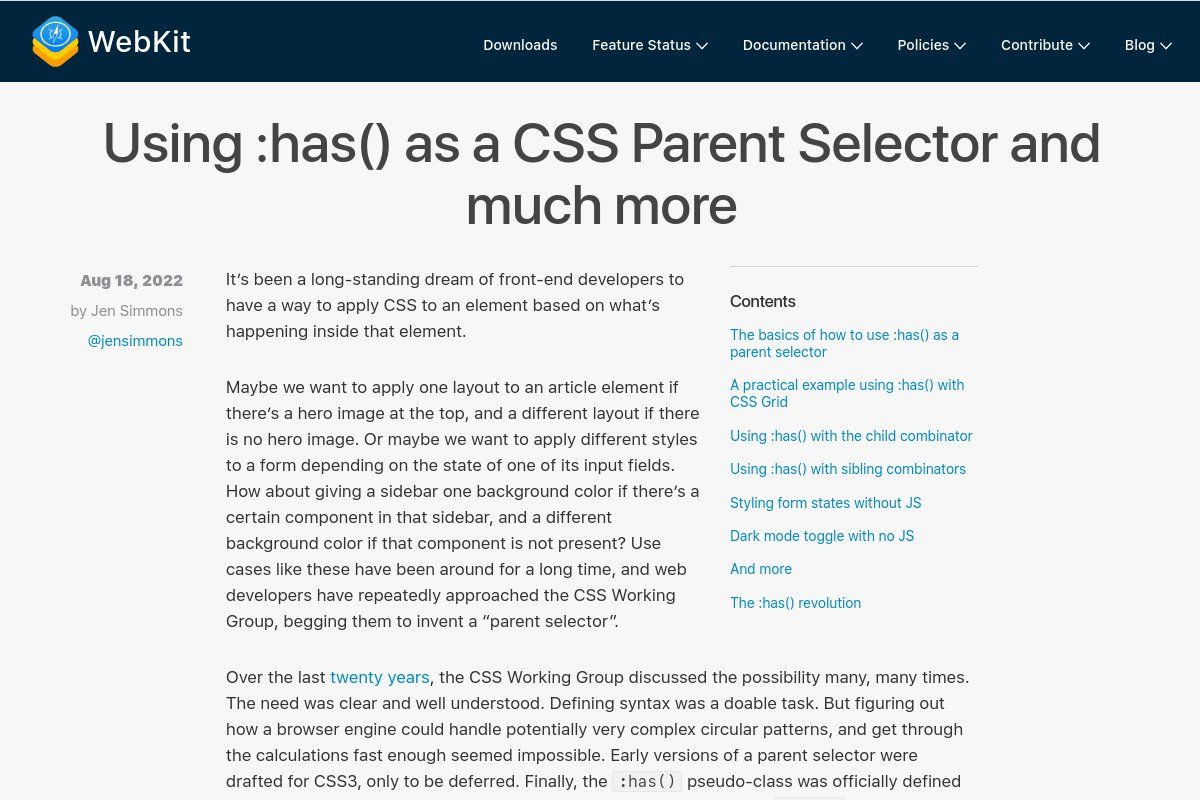 WebKit
Downloads
Feature Status
Documentation
Policies
Contribute
Blog
Using :has() as a CSS Parent Selector and
much more
Aug 18, 2022
by Jen Simmons
@jensimmons
It’s been a long-standing dream of front-end developers to
have a way to apply CSS to an element based on what’s
happening inside that element.
Maybe we want to apply one layout to an article element if
there’s a hero image at the top, and a different layout if there
is no hero image. Or maybe we want to apply different styles
to a form depending on the state of one of its input fields.
How about giving a sidebar one background color if there’s a
certain component in that sidebar, and a different
background color if that component is not present? Use
cases like these have been around for a long time, and web
developers have repeatedly approached the CSS Working
Group, begging them to invent a “parent selector”.
Contents
The basics of how to use :has() as a
parent selector
A practical example using :has() with
CSS Grid
Using :has() with the child combinator
Using :has() with sibling combinators
Styling form states without JS
Dark mode toggle with no JS
And more
The :has() revolution
Over the last twenty years, the CSS Working Group discussed the possibility many, many times.
The need was clear and well understood. Defining syntax was a doable task. But figuring out
how a browser engine could handle potentially very complex circular patterns, and get through
the calculations fast enough seemed impossible. Early versions of a parent selector were
drafted for CSS3, only to be deferred. Finally, the :has() pseudo-class was officially defined